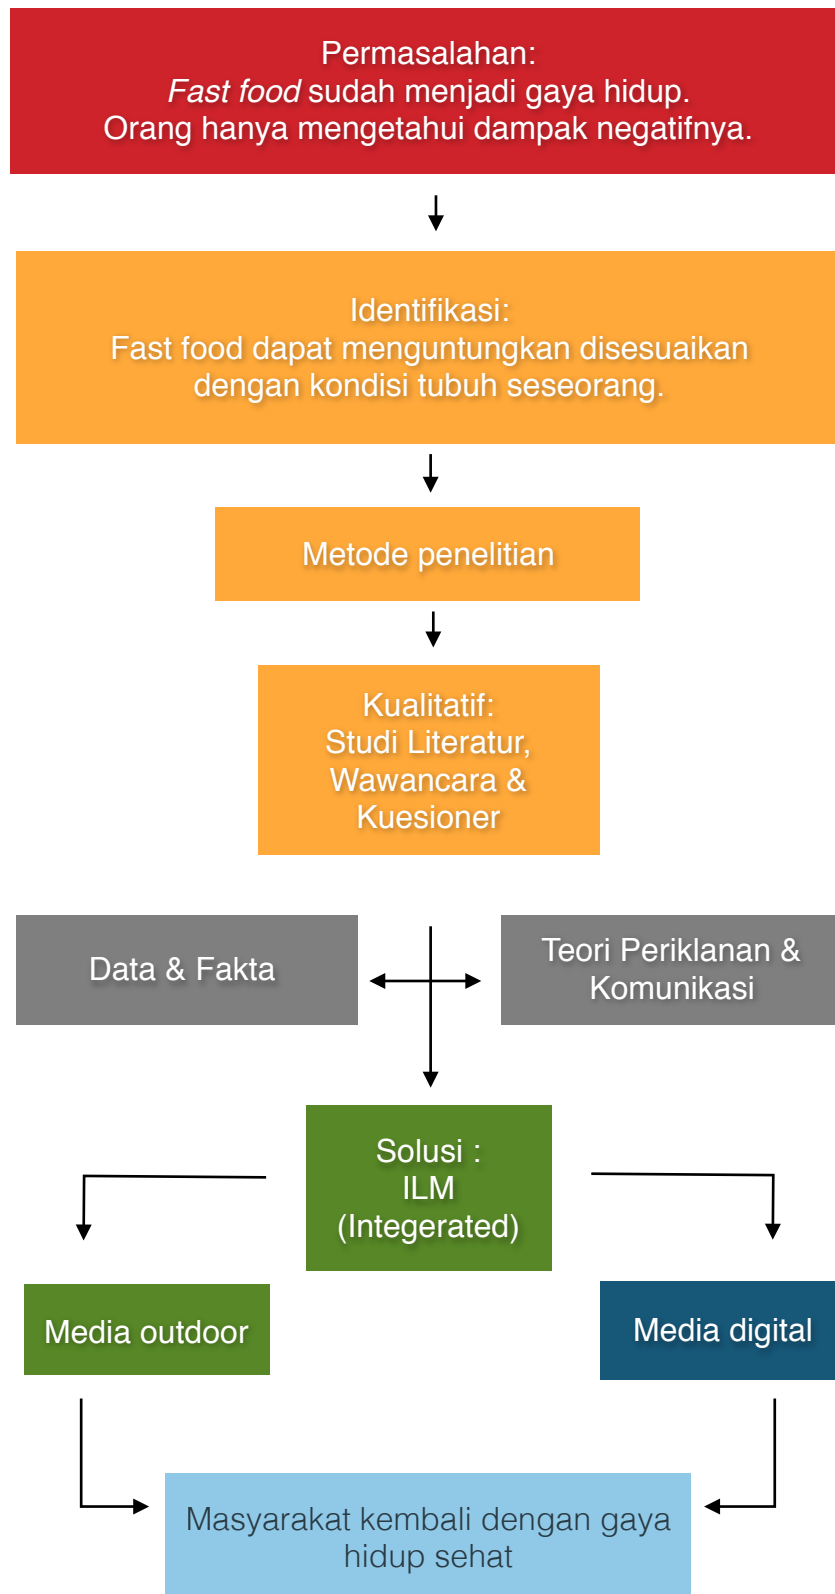 Permasalahan:
Fast food sudah menjadi gaya hidup.
Orang hanya mengetahui dampak negatifnya.
Identifikasi:
Fast food dapat menguntungkan disesuaikan
dengan kondisi tubuh seseorang.
Metode penelitian
Kualitatif:
Studi Literatur,
Wawancara &
Kuesioner
Data & Fakta
Teori Periklanan &
Komunikasi
Solusi :
ILM
(Integerated)
Media outdoor
Media digital
Masyarakat kembali dengan gaya
hidup sehat